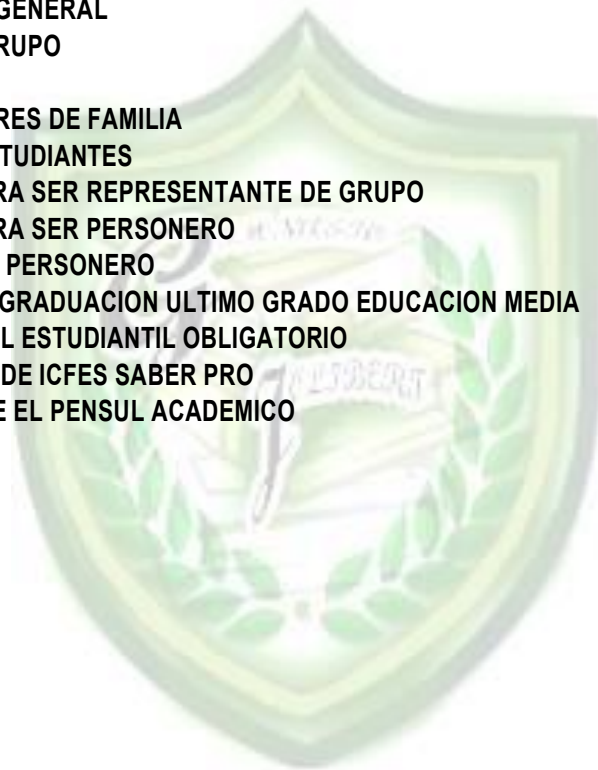 GENERAL
RUPO
RES DE FAMILIA
TUDIANTES
RA SER REPRESENTANTE DE GRUPO
RA SER PERSONERO
PERSONERO
GRADUACION ULTIMO GRADO EDUCACION MEDIA
L ESTUDIANTIL OBLIGATORIO
DE ICFES SABER PRO
E EL PENSUL ACADEMICO